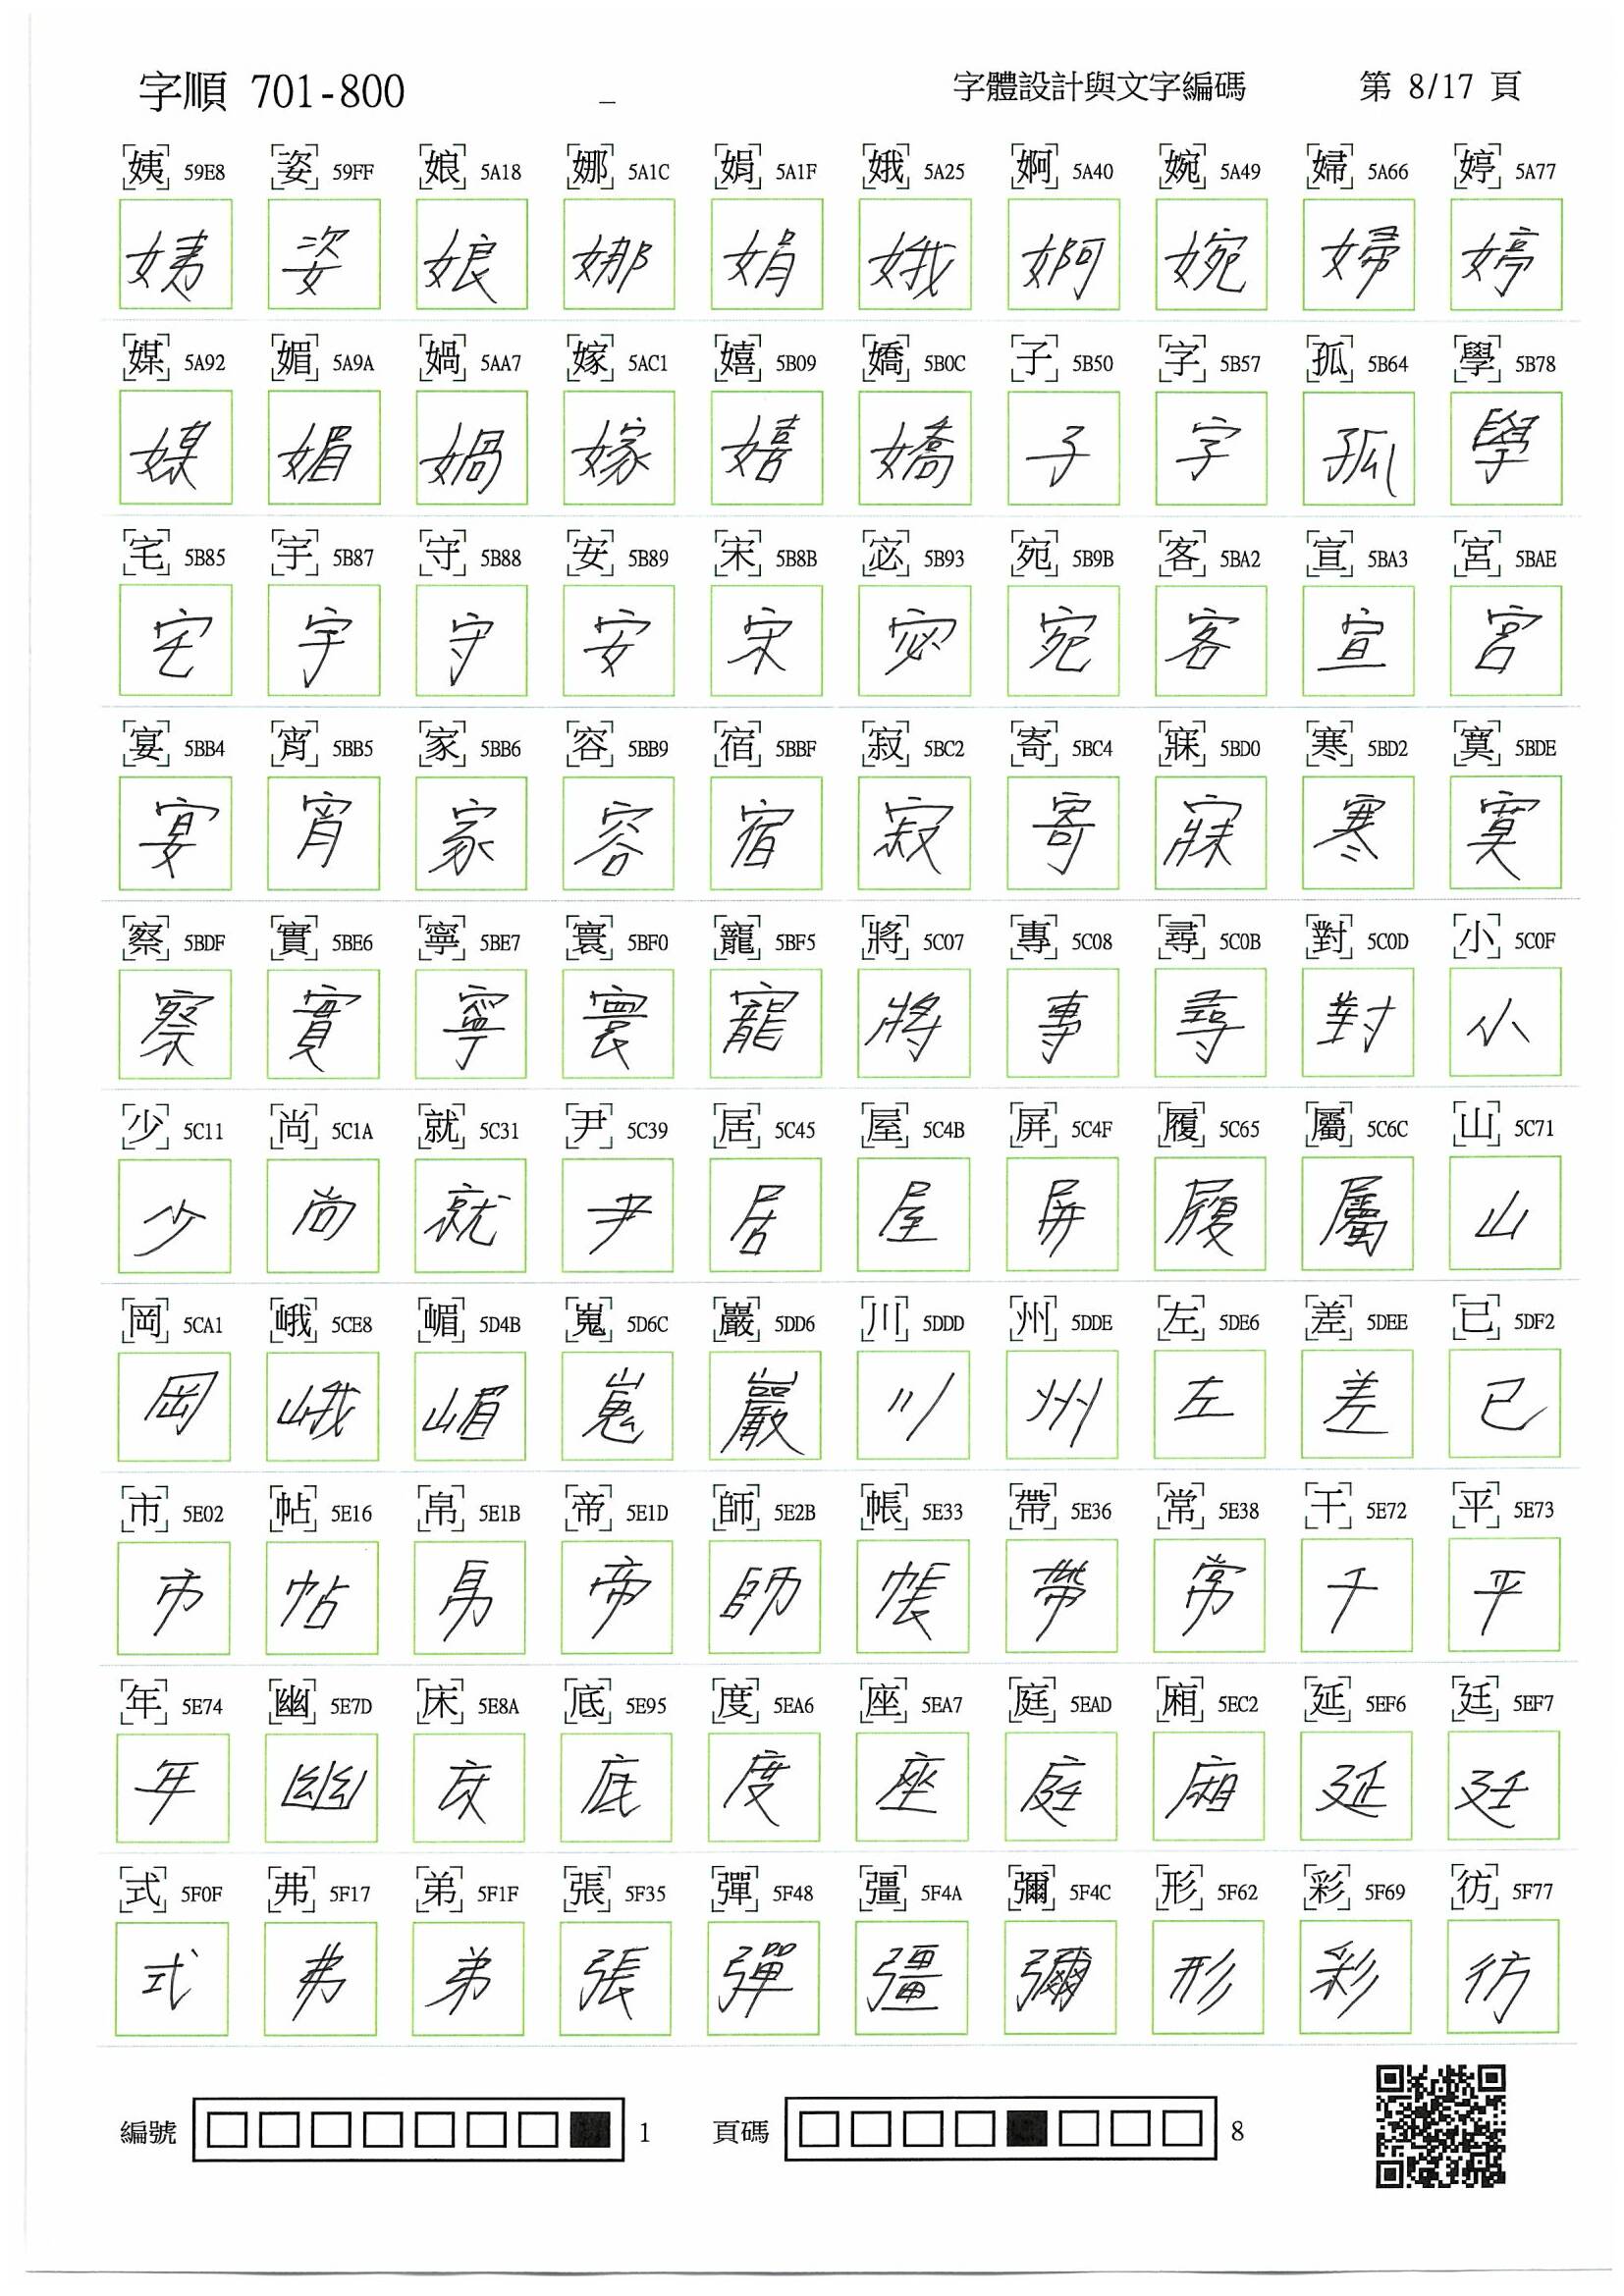 字順 701-800 _ 字體設計與文字編碼 第 8/17 頁
姨 59E8 姿 59FF 娘 5A18 娜 5A1C 娟 5A1F 娥 5A25 婀 5A40 婉 5A49 婦 5A66 婷 5A77
姨 姿 娘 娜 娟 娥 婀 婉 婦 婷
媒 5A92 媚 5A9A 媧 5AA7 嫁 5AC1 嬉 5B09 嬌 5B0C 子 5B50 字 5B57 孤 5B64 學 5B78
媒 媚 媧 嫁 嬉 嬌 子 字 孤 學
宅 5B85 宇 5B87 守 5B88 安 5B89 宋 5B8B 宓 5B93 宛 5B9B 客 5BA2 宣 5BA3 宮 5BAE
宅 宇 守 安 宋 宓 宛 客 宣 宮
宴 5BB4 宵 5BB5 家 5BB6 容 5BB9 宿 5BBF 寂 5BC2 寄 5BC4 寐 5BD0 寒 5BD2 寞 5BDE
宴 宵 家 容 宿 寂 寄 寐 寒 寞
察 5BDF 實 5BE6 寧 5BE7 寰 5BF0 寵 5BF5 將 5C07 專 5C08 尋 5C0B 對 5C0D 小 5C0F
察 實 寧 寰 寵 將 專 尋 對 小
少 5C11 尚 5C1A 就 5C31 尹 5C39 居 5C45 屋 5C4B 屏 5C4F 履 5C65 屬 5C6C 山 5C71
少 尚 就 尹 居 屋 屏 履 屬 山
岡 5CA1 峨 5CE8 嵋 5D4B 嵬 5D6C 巖 5DD6 川 5DDD 州 5DDE 左 5DE6 差 5DEE 已 5DF2
岡 峨 嵋 嵬 巖 川 州 左 差 已
市 5E02 帖 5E16 帛 5E1B 帝 5E1D 師 5E2B 帳 5E33 帶 5E36 常 5E38 干 5E72 平 5E73
市 帖 帛 帝 師 帳 帶 常 干 平
年 5E74 幽 5E7D 床 5E8A 底 5E95 度 5EA6 座 5EA7 庭 5EAD 廂 5EC2 延 5EF6 廷 5EF7
年 幽 床 底 度 座 庭 廂 延 廷
式 5F0F 弗 5F17 弟 5F1F 張 5F35 彈 5F48 彊 5F4A 彌 5F4C 形 5F62 彩 5F69 彷 5F77
式 弗 弟 張 彈 彊 彌 形 彩 彷
編號 1 頁碼 8